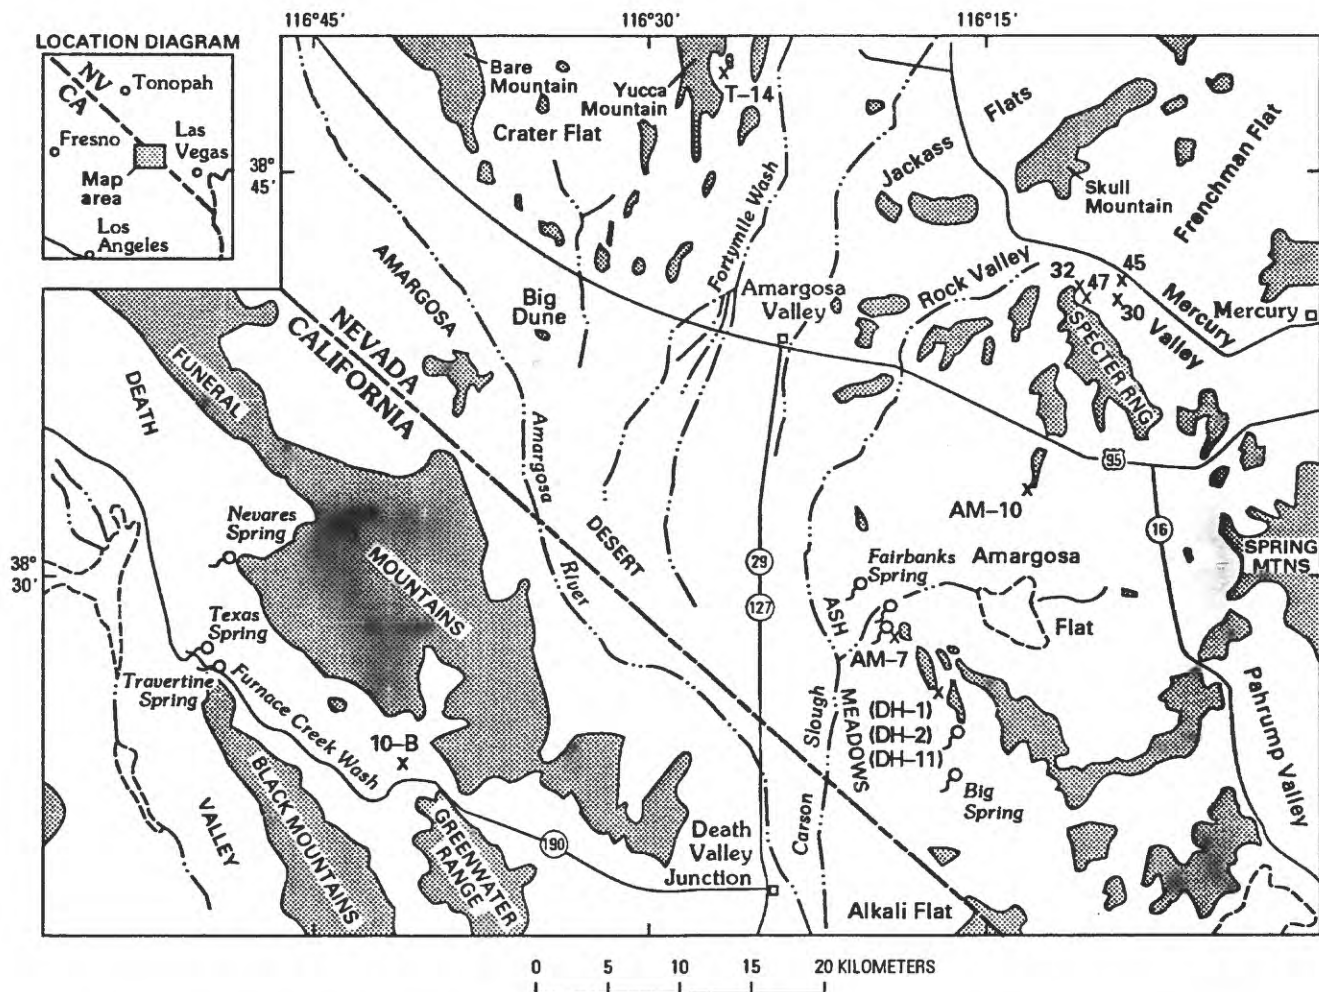 116°45'
116°30'
116°15'
LOCATION DIAGRAM
NV
CA
Tonopah
Fresno
Las
Vegas
Map
area
Los
Angeles
38°
45'
38°
30'
Bare
Mountain
Yucca
Mountain
T–14
Crater Flat
Flats
Jackass
Frenchman Flat
Skull
Mountain
Fortymile Wash
AMARGOSA
Big
Dune
Amargosa
Valley
Rock Valley
32
47
45
30
Mercury
Valley
Mercury
NEVADA
CALIFORNIA
SPECTER RNG
DEATH
FUNERAL
Amargosa
95
AM–10
16
Nevares
Spring
MOUNTAINS
DESERT
River
29
127
Fairbanks
Spring
Amargosa
Flat
SPRING
MTNS
ASH
Texas
Spring
Travertine
Spring
Furnace Creek Wash
AM–7
Slough
MEADOWS
(DH–1)
(DH–2)
(DH–11)
Pahrump Valley
10–B
BLACK MOUNTAINS
VALLEY
GREENWATER
RANGE
190
Death
Valley
Junction
Carson
Big
Spring
Alkali Flat
0 5 10 15 20 KILOMETERS